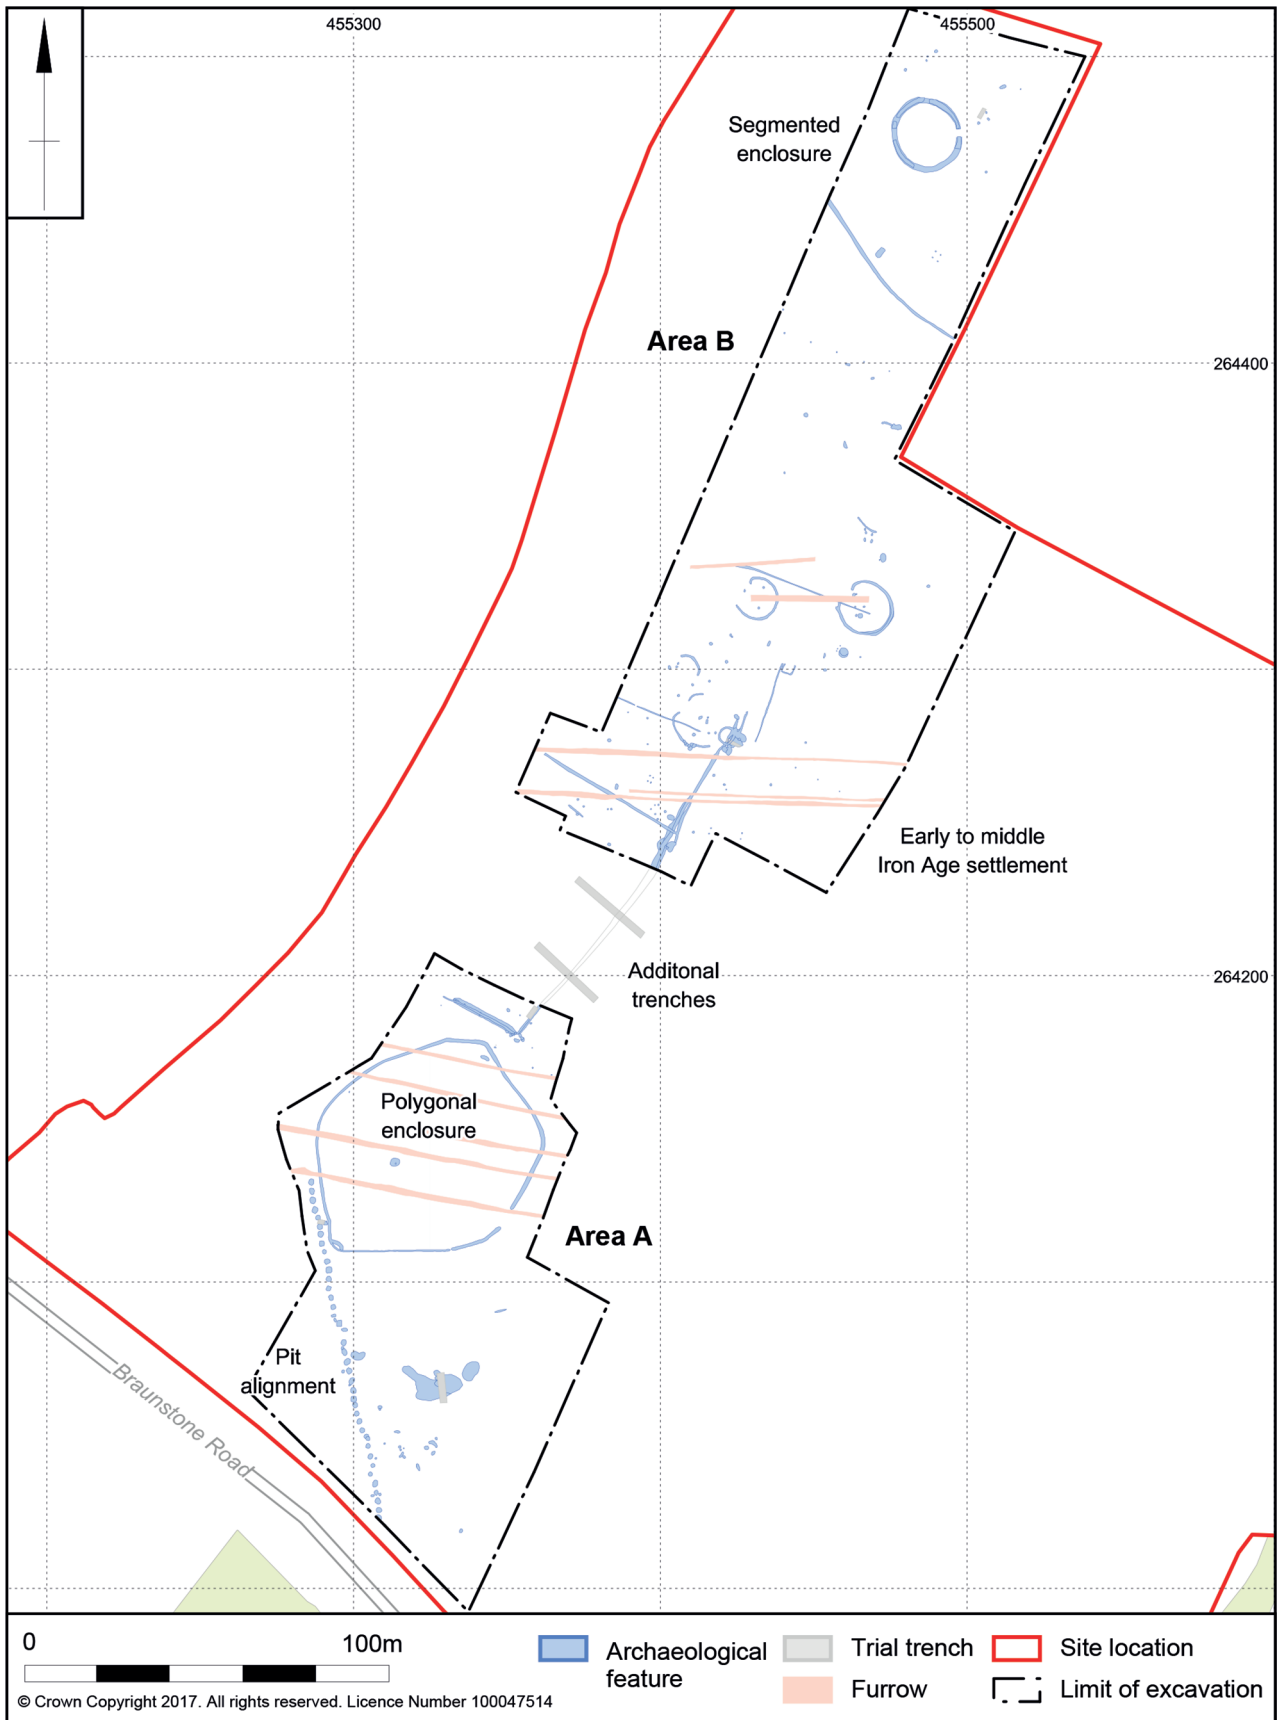 455300
455500
Segmented
enclosure
Area B
264400
Early to middle
Iron Age settlement
Additonal
trenches
264200
Polygonal
enclosure
Area A
Pit
alignment
Braunstone Road
0
100m
Archaeological
feature
Trial trench
Furrow
Site location
Limit of excavation
© Crown Copyright 2017. All rights reserved. Licence Number 100047514